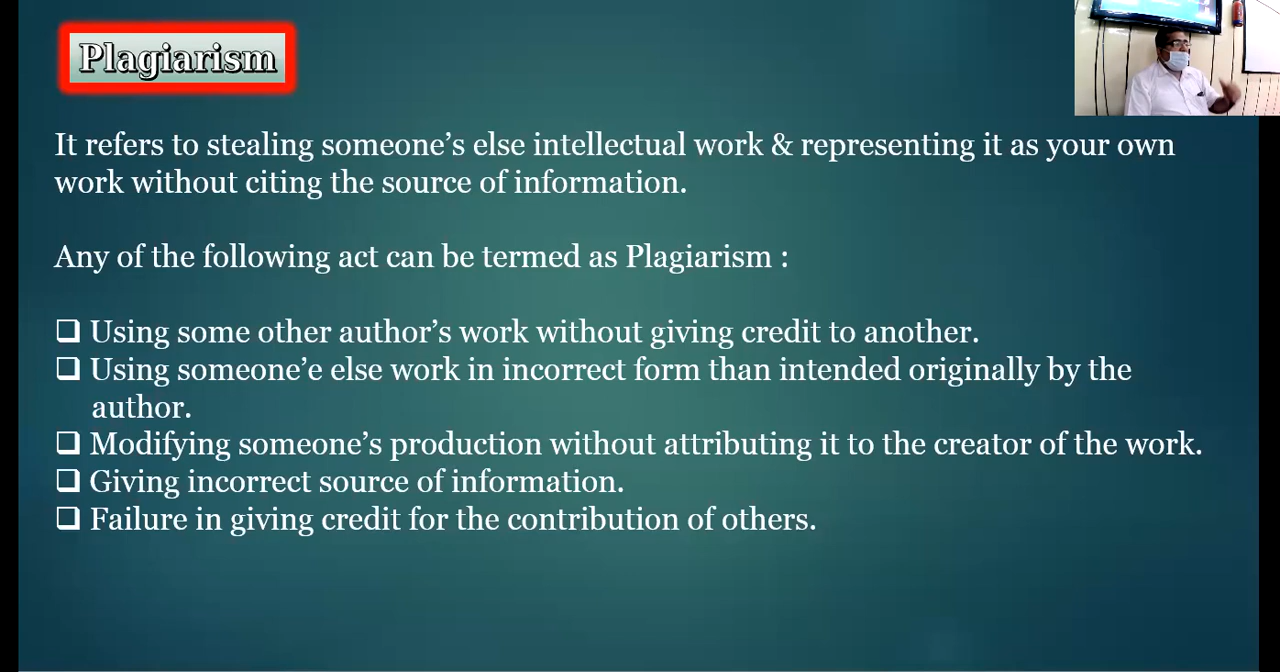 Plagiarism
It refers to stealing someone’s else intellectual work & representing it as your own
work without citing the source of information.
Any of the following act can be termed as Plagiarism :
❑ Using some other author’s work without giving credit to another.
❑ Using someone’e else work in incorrect form than intended originally by the
author.
❑ Modifying someone’s production without attributing it to the creator of the work.
❑ Giving incorrect source of information.
❑ Failure in giving credit for the contribution of others.